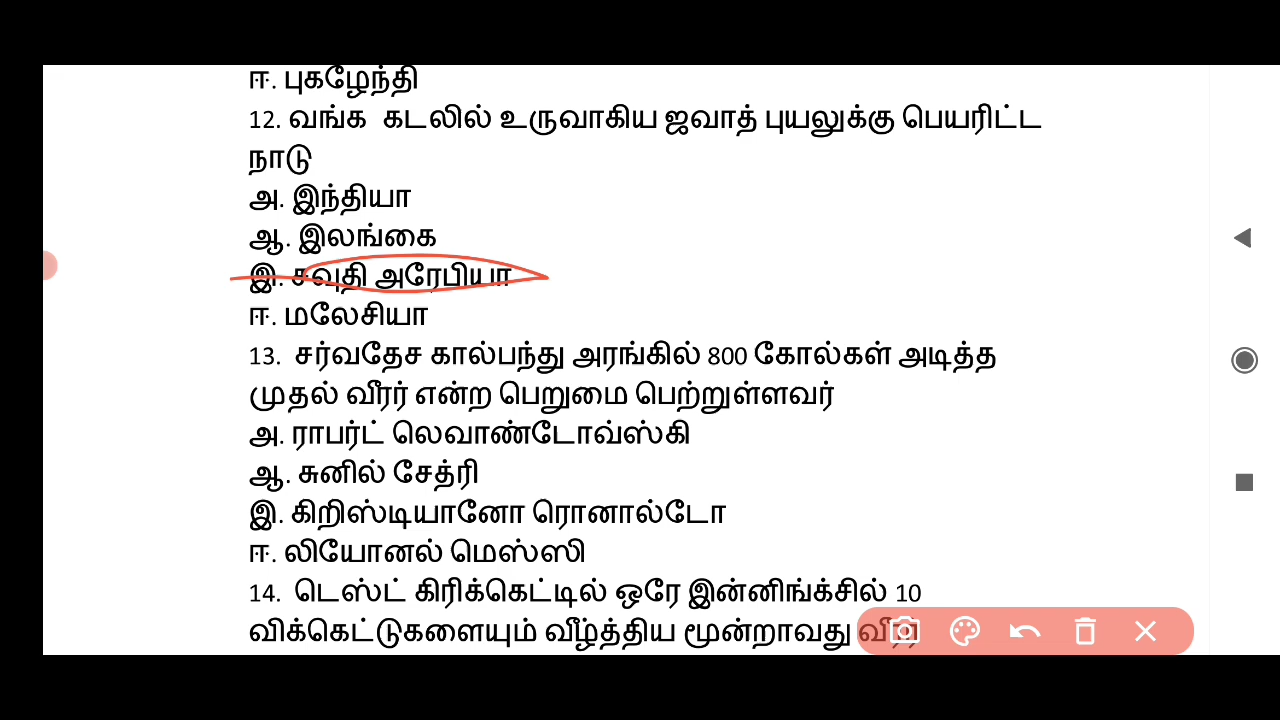 ஈ. புகழேந்தி
12. வங்க கடலில் உருவாகிய ஜவாத் புயலுக்கு பெயரிட்ட
நாடு
அ. இந்தியா
ஆ. இலங்கை
இ. சவுதி அரேபியா
ஈ. மலேசியா
13. சர்வதேச கால்பந்து அரங்கில் 800 கோல்கள் அடித்த
முதல் வீரர் என்ற பெறுமை பெற்றுள்ளவர்
அ. ராபர்ட் லெவாண்டோவ்ஸ்கி
ஆ. சுனில் சேத்ரி
இ. கிறிஸ்டியானோ ரொனால்டோ
ஈ. லியோனல் மெஸ்ஸி
14. டெஸ்ட் கிரிக்கெட்டில் ஒரே இன்னிங்க்சில் 10
விக்கெட்டுகளையும் வீழ்த்திய மூன்றாவது வீரர்